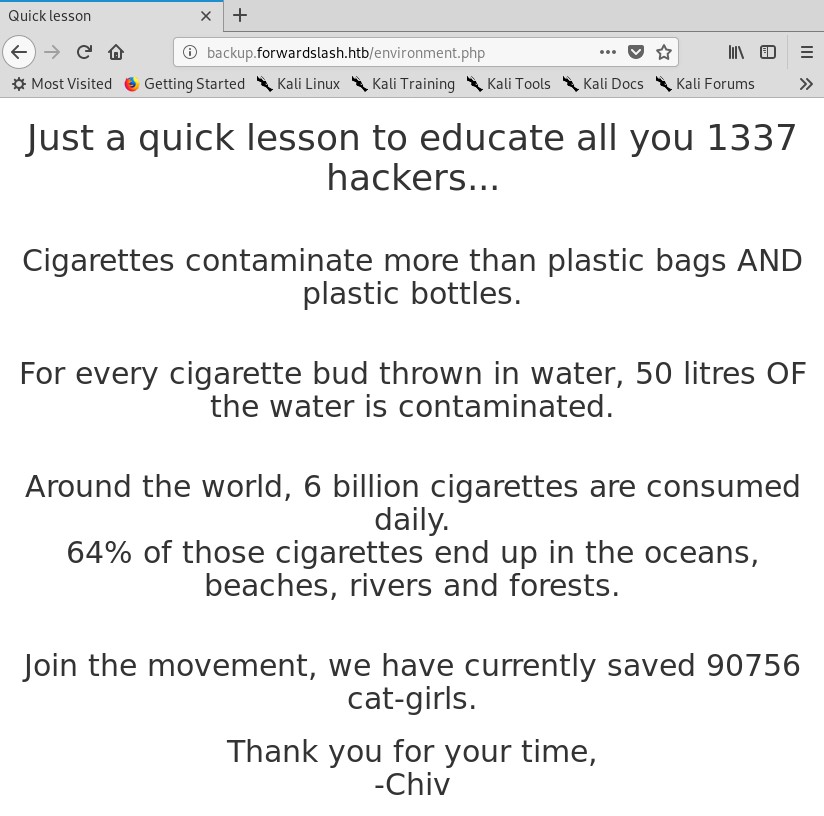 Quick lesson
backup.forwardslash.htb/environment.php
Most Visited Getting Started Kali Linux Kali Training Kali Tools Kali Docs Kali Forums
Just a quick lesson to educate all you 1337
hackers...
Cigarettes contaminate more than plastic bags AND
plastic bottles.
For every cigarette bud thrown in water, 50 litres OF
the water is contaminated.
Around the world, 6 billion cigarettes are consumed
daily.
64% of those cigarettes end up in the oceans,
beaches, rivers and forests.
Join the movement, we have currently saved 90756
cat-girls.
Thank you for your time,
-Chiv